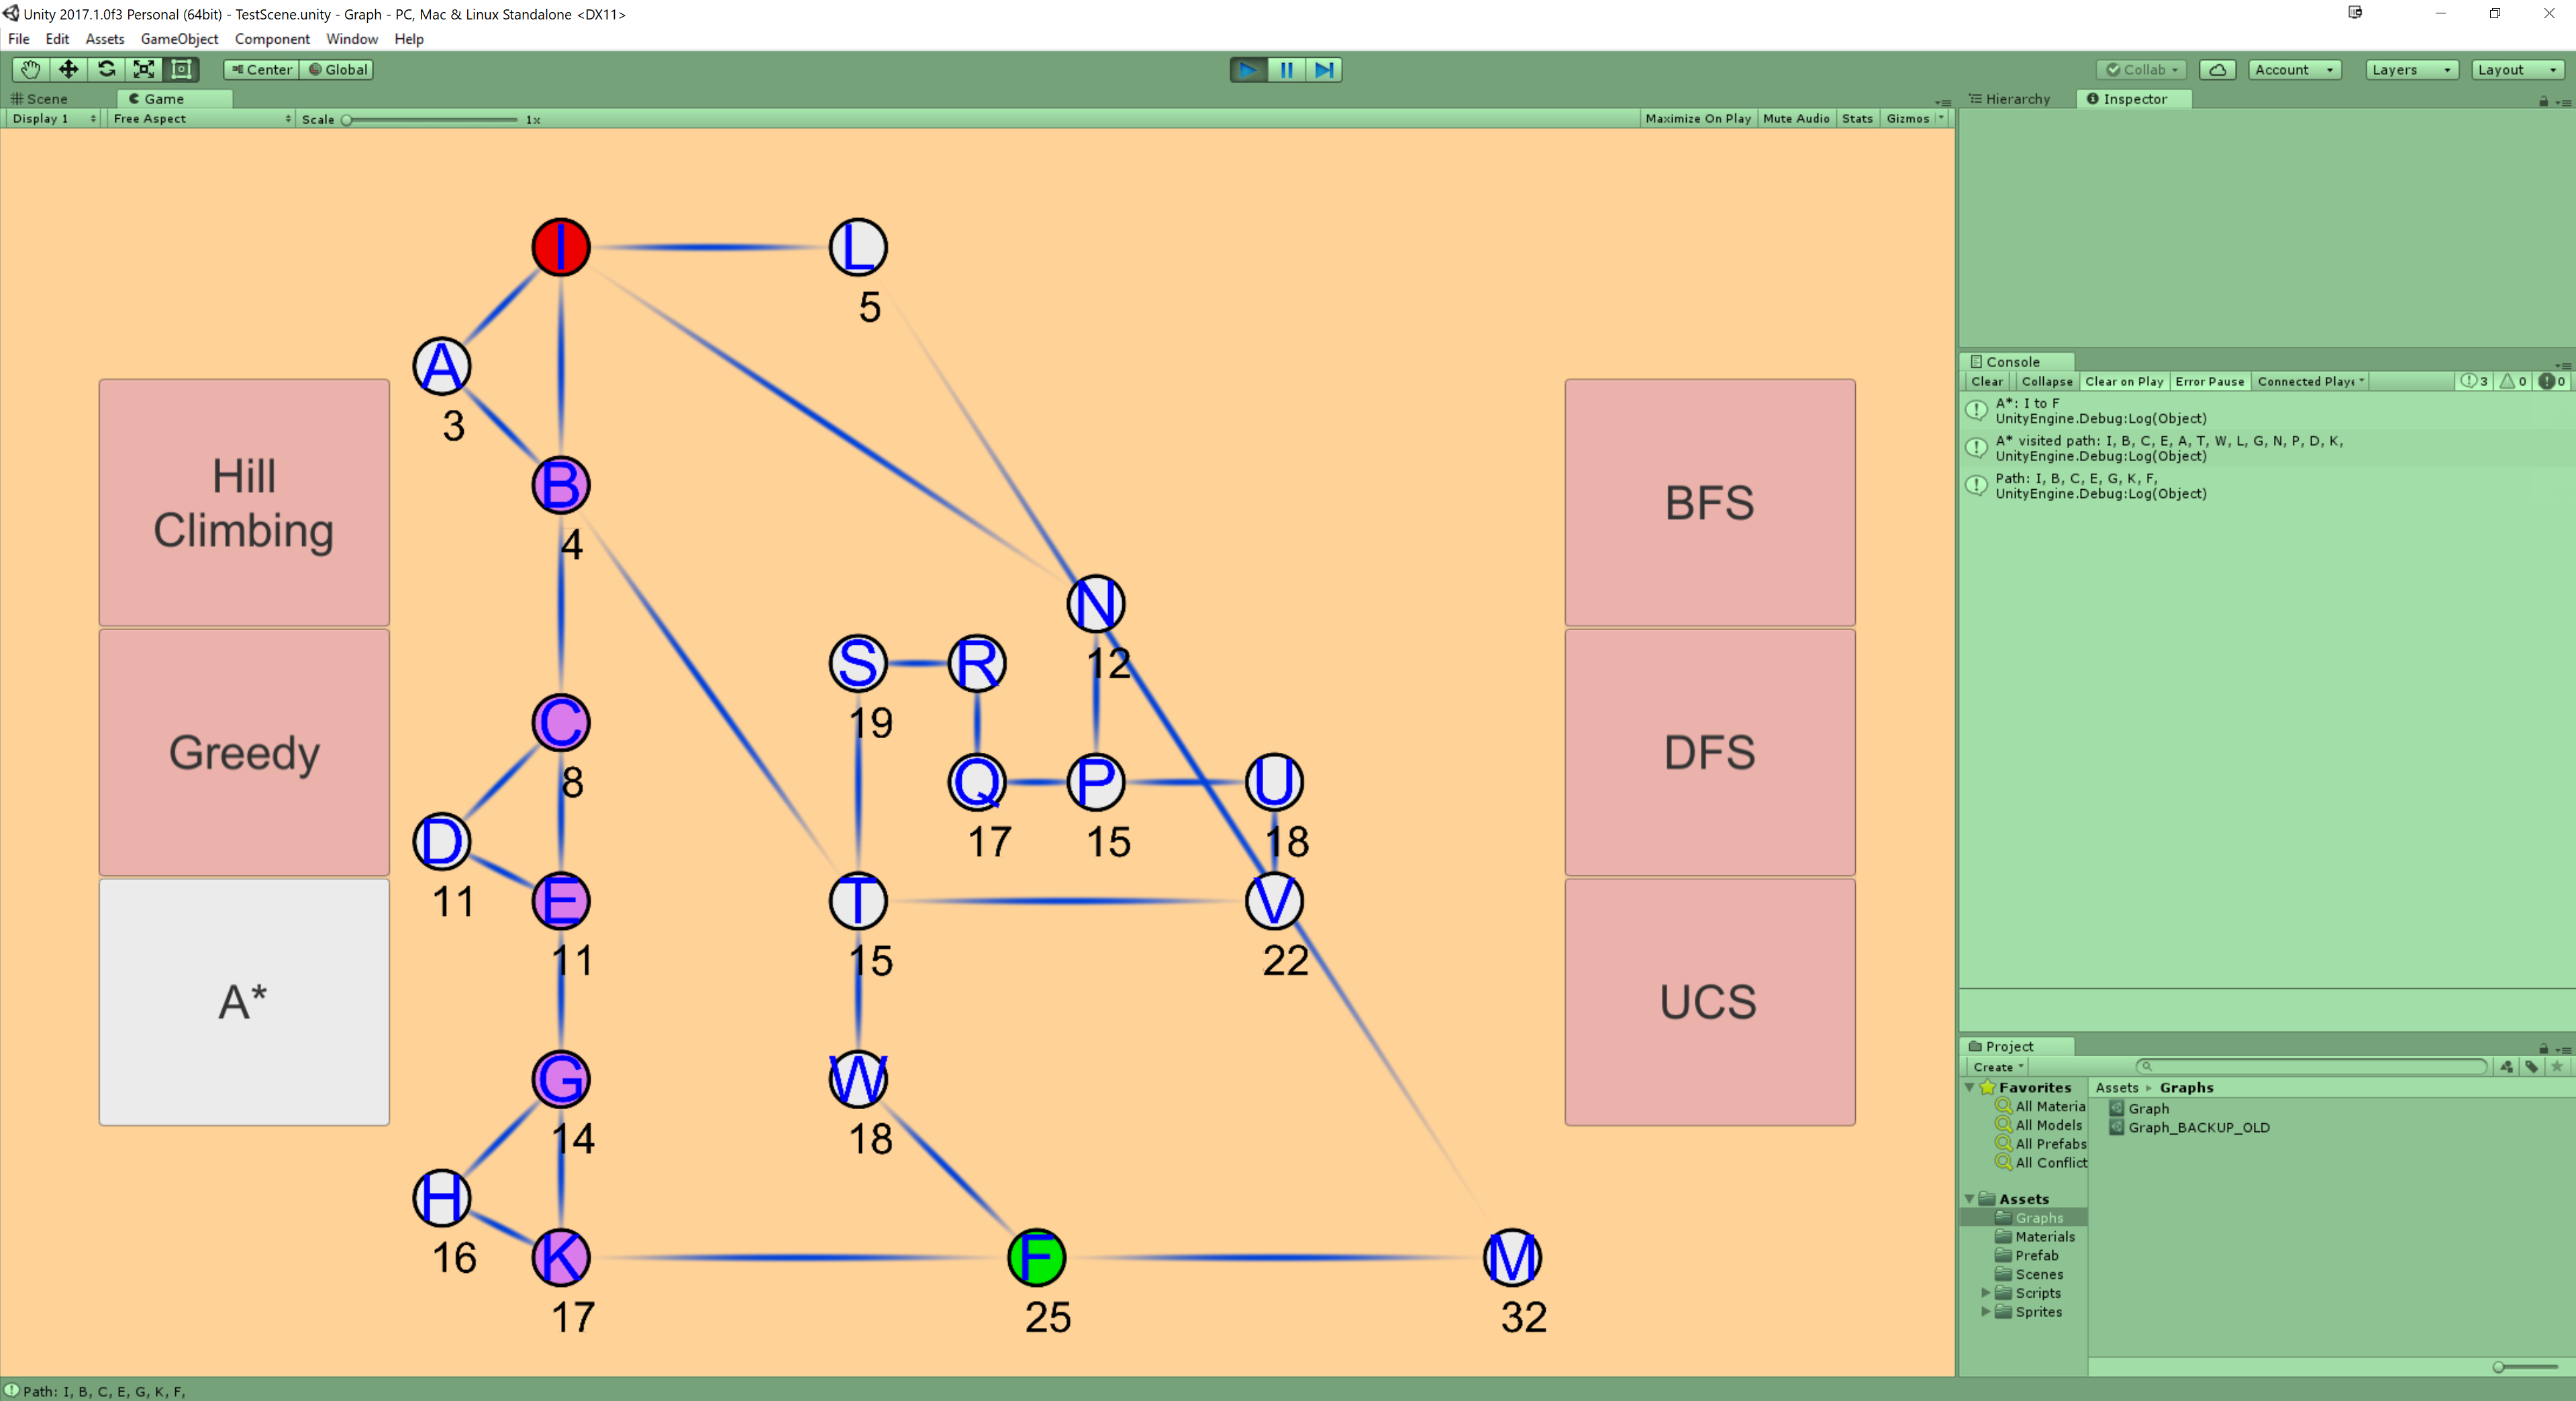 Unity 2017.1.0f3 Personal (64bit) - TestScene.unity - Graph - PC, Mac & Linux Standalone <DX11>
File Edit Assets GameObject Component Window Help
Center Global
Collab Account Layers Layout
Scene Game
Hierarchy Inspector
Display 1 Free Aspect Scale 1x
Maximize On Play Mute Audio Stats Gizmos
I L
5
A
3
B
4
N
12
S R
19
C
8
Q P U
17 15 18
D
11
E T V
11 15 22
G W
14 18
H
16
K F M
17 25 32
Hill
Climbing
Greedy
A*
BFS
DFS
UCS
Console
Clear Collapse Clear on Play Error Pause Connected Playe 3 0 0
A*: I to F
UnityEngine.Debug:Log(Object)
A* visited path: I, B, C, E, A, T, W, L, G, N, P, D, K,
UnityEngine.Debug:Log(Object)
Path: I, B, C, E, G, K, F,
UnityEngine.Debug:Log(Object)
Project
Create
Favorites
All Materia
All Models
All Prefabs
All Conflict
Assets
Graphs
Materials
Prefab
Scenes
Scripts
Sprites
Assets Graphs
Graph
Graph_BACKUP_OLD
Path: I, B, C, E, G, K, F,